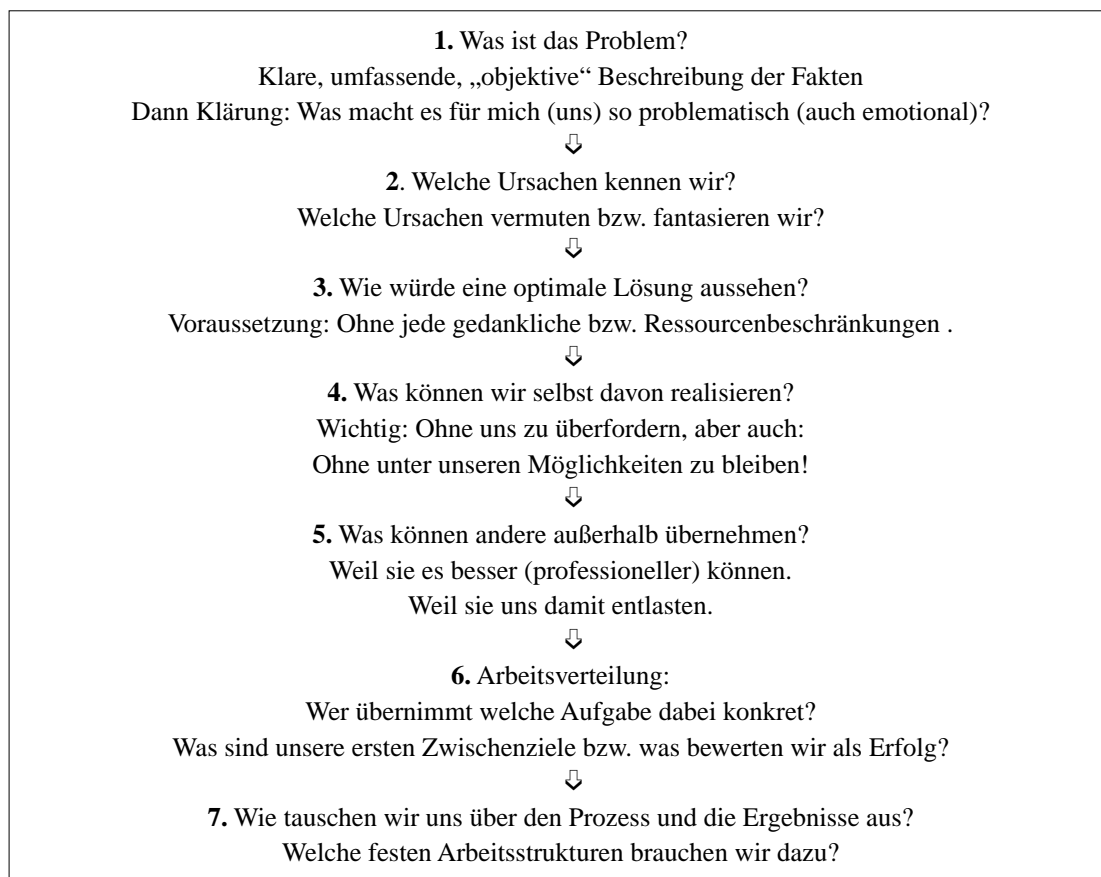 1. Was ist das Problem?
Klare, umfassende, „objektive“ Beschreibung der Fakten
Dann Klärung: Was macht es für mich (uns) so problematisch (auch emotional)?
⇩
2. Welche Ursachen kennen wir?
Welche Ursachen vermuten bzw. fantasieren wir?
⇩
3. Wie würde eine optimale Lösung aussehen?
Voraussetzung: Ohne jede gedankliche bzw. Ressourcenbeschränkungen .
⇩
4. Was können wir selbst davon realisieren?
Wichtig: Ohne uns zu überfordern, aber auch:
Ohne unter unseren Möglichkeiten zu bleiben!
⇩
5. Was können andere außerhalb übernehmen?
Weil sie es besser (professioneller) können.
Weil sie uns damit entlasten.
⇩
6. Arbeitsverteilung:
Wer übernimmt welche Aufgabe dabei konkret?
Was sind unsere ersten Zwischenziele bzw. was bewerten wir als Erfolg?
⇩
7. Wie tauschen wir uns über den Prozess und die Ergebnisse aus?
Welche festen Arbeitsstrukturen brauchen wir dazu?